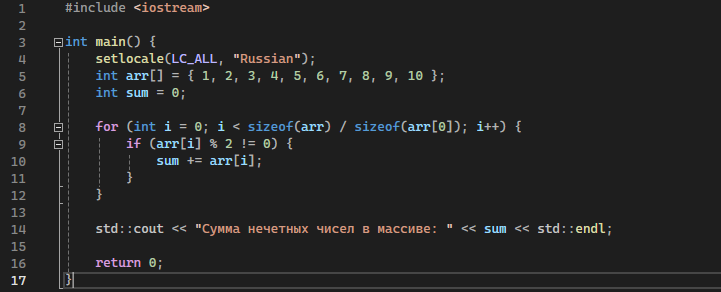 1 #include <iostream>
2
3 int main() {
4 setlocale(LC_ALL, "Russian");
5 int arr[] = { 1, 2, 3, 4, 5, 6, 7, 8, 9, 10 };
6 int sum = 0;
7
8 for (int i = 0; i < sizeof(arr) / sizeof(arr[0]); i++) {
9 if (arr[i] % 2 != 0) {
10 sum += arr[i];
11 }
12 }
13
14 std::cout << "Сумма нечетных чисел в массиве: " << sum << std::endl;
15
16 return 0;
17 }